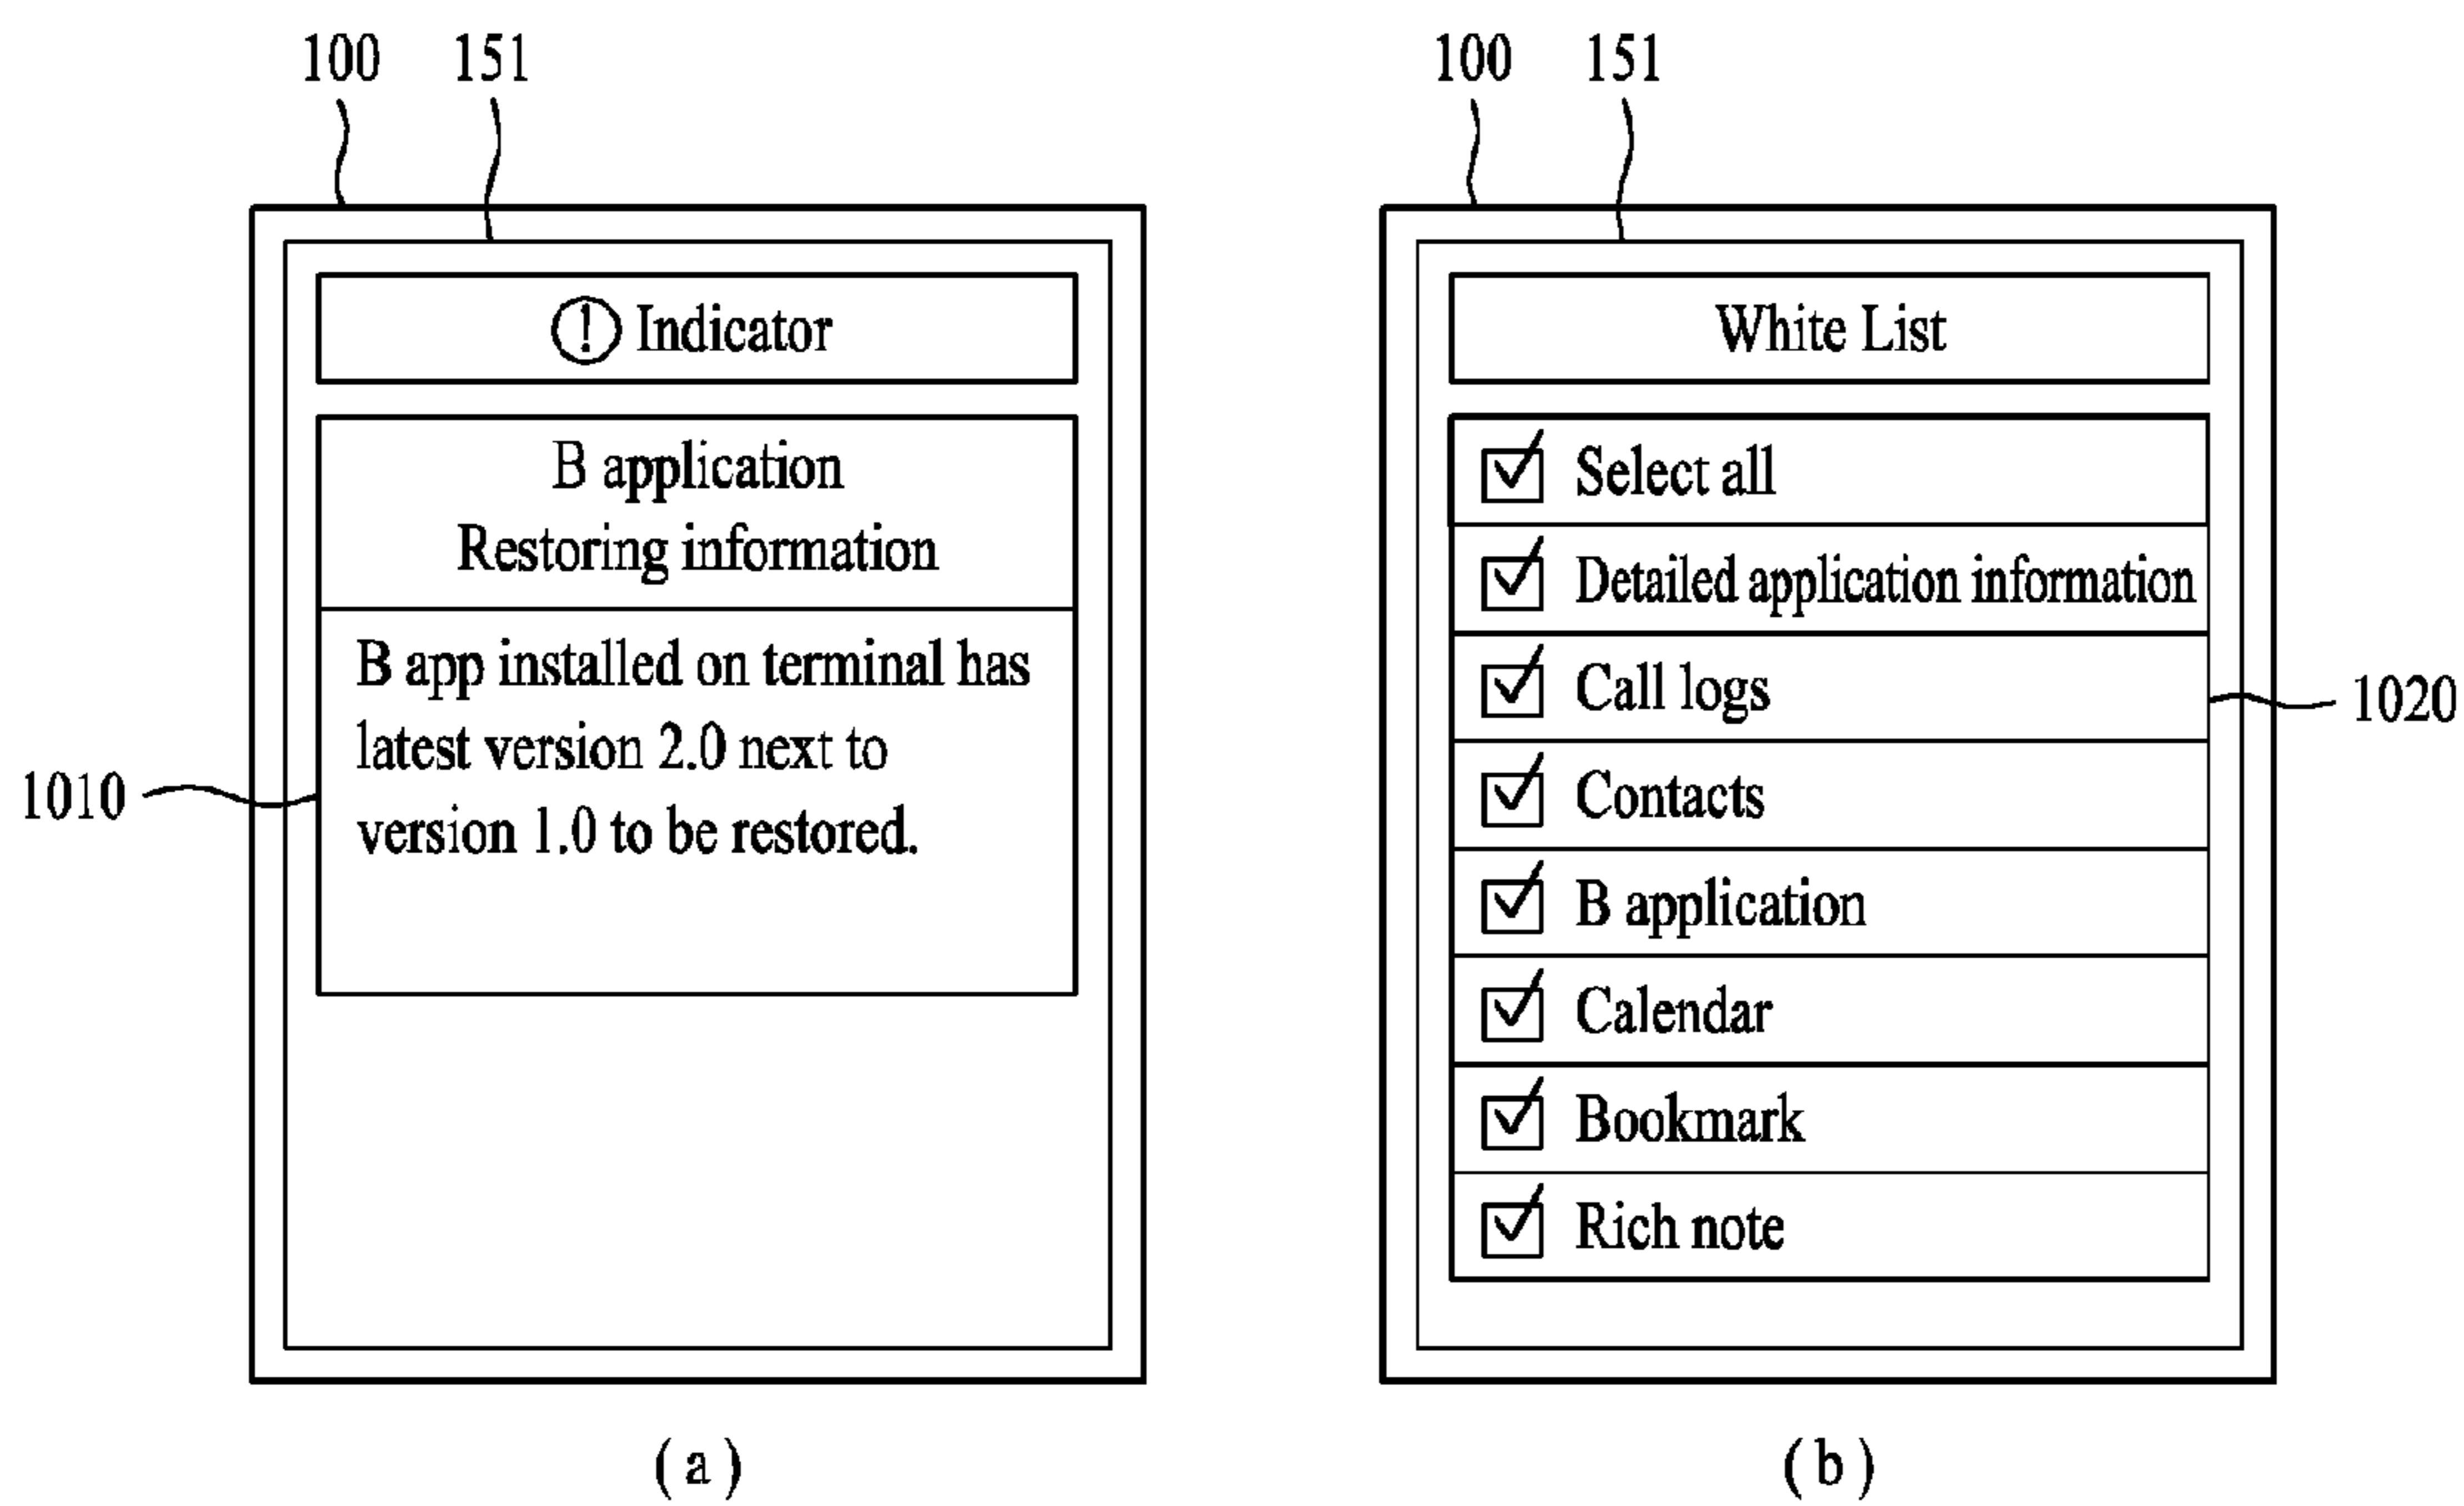 100 151
! Indicator
B application
Restoring information
B app installed on terminal has
latest version 2.0 next to
version 1.0 to be restored.
1010
(a)
100 151
White List
Select all
Detailed application information
Call logs
Contacts
B application
Calendar
Bookmark
Rich note
1020
(b)